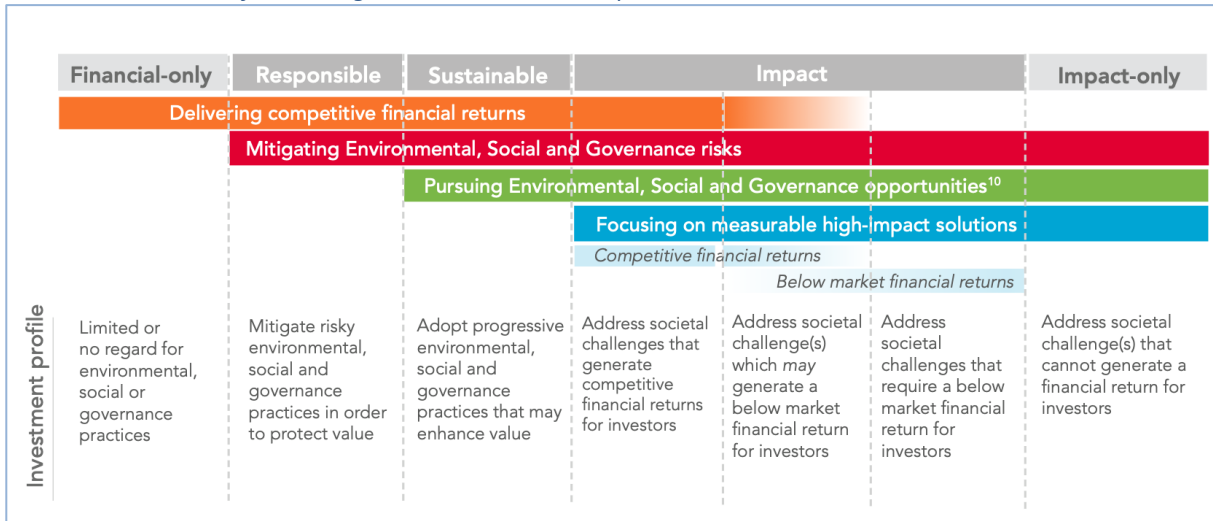 Financial-only
Responsible
Sustainable
Impact
Impact-only
Delivering competitive financial returns
Mitigating Environmental, Social and Governance risks
Pursuing Environmental, Social and Governance opportunities10
Focusing on measurable high-impact solutions
Competitive financial returns
Below market financial returns
Investment profile
Limited or
no regard for
environmental,
social or
governance
practices
Mitigate risky
environmental,
social and
governance
practices in order
to protect value
Adopt progressive
environmental,
social and
governance
practices that may
enhance value
Address societal
challenges that
generate
competitive
financial returns
for investors
Address societal
challenge(s)
which may
generate a
below market
financial return
for investors
Address
societal
challenges that
require a below
market financial
return for
investors
Address societal
challenge(s) that
cannot generate a
financial return for
investors